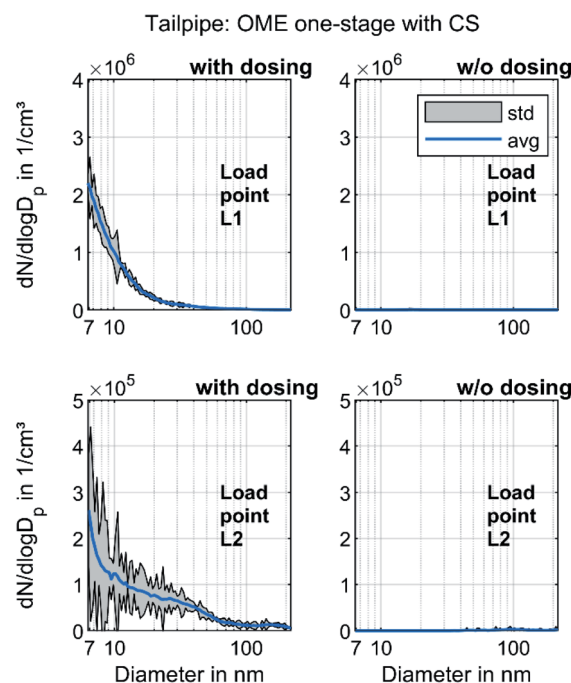 Tailpipe: OME one-stage with CS
×10⁶ with dosing
4
3
2
1
0
7 10 100
dN/dlogDₚ in 1/cm³
Load
point
L1
×10⁶ w/o dosing
4
3
2
1
0
7 10 100
std
avg
Load
point
L1
×10⁵ with dosing
5
4
3
2
1
0
7 10 100
dN/dlogDₚ in 1/cm³
Diameter in nm
Load
point
L2
×10⁵ w/o dosing
5
4
3
2
1
0
7 10 100
Diameter in nm
Load
point
L2